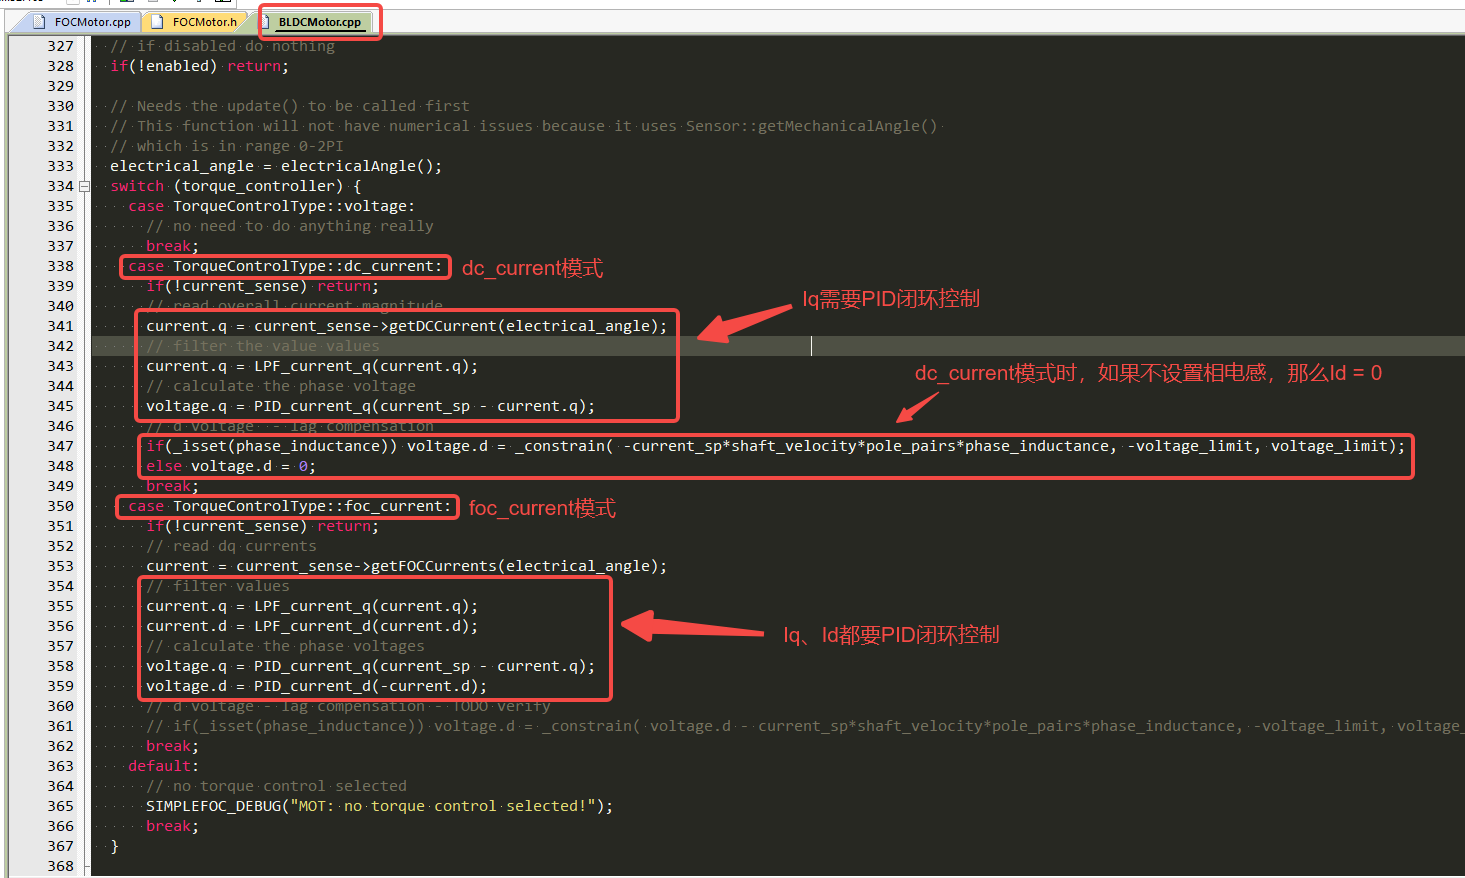 FOCMotor.cpp FOCMotor.h BLDCMotor.cpp
327 // if disabled do nothing
328 if(!enabled) return;
329
330 // Needs the update() to be called first
331 // This function will not have numerical issues because it uses Sensor::getMechanicalAngle()
332 // which is in range 0-2PI
333 electrical_angle = electricalAngle();
334 switch (torque_controller) {
335 case TorqueControlType::voltage:
336 // no need to do anything really
337 break;
338 case TorqueControlType::dc_current: dc_current模式
339 if(!current_sense) return;
Iq需要PID闭环控制
340 // read overall current magnitude
341 current.q = current_sense->getDCCurrent(electrical_angle);
342 // filter the value values
343 current.q = LPF_current_q(current.q);
dc_current模式时，如果不设置相电感，那么Id = 0
344 // calculate the phase voltage
345 voltage.q = PID_current_q(current_sp - current.q);
346 // d voltage - lag compensation
347 if(_isset(phase_inductance)) voltage.d = _constrain( -current_sp*shaft_velocity*pole_pairs*phase_inductance, -voltage_limit, voltage_limit);
348 else voltage.d = 0;
349 break;
350 case TorqueControlType::foc_current: foc_current模式
351 if(!current_sense) return;
352 // read dq currents
353 current = current_sense->getFOCCurrents(electrical_angle);
354 // filter values
355 current.q = LPF_current_q(current.q);
356 current.d = LPF_current_d(current.d);
Iq、Id都要PID闭环控制
357 // calculate the phase voltages
358 voltage.q = PID_current_q(current_sp - current.q);
359 voltage.d = PID_current_d(-current.d);
360 // d voltage - lag compensation - TODO verify
361 // if(_isset(phase_inductance)) voltage.d = _constrain( voltage.d - current_sp*shaft_velocity*pole_pairs*phase_inductance, -voltage_limit, voltage_
362 break;
363 default:
364 // no torque control selected
365 SIMPLEFOC_DEBUG("MOT: no torque control selected!");
366 break;
367 }
368